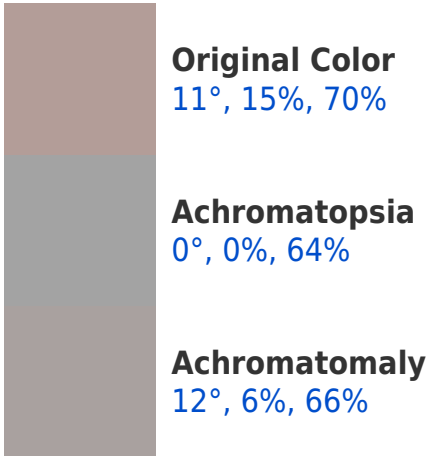 Original Color
11°, 15%, 70%
Achromatopsia
0°, 0%, 64%
Achromatomaly
12°, 6%, 66%